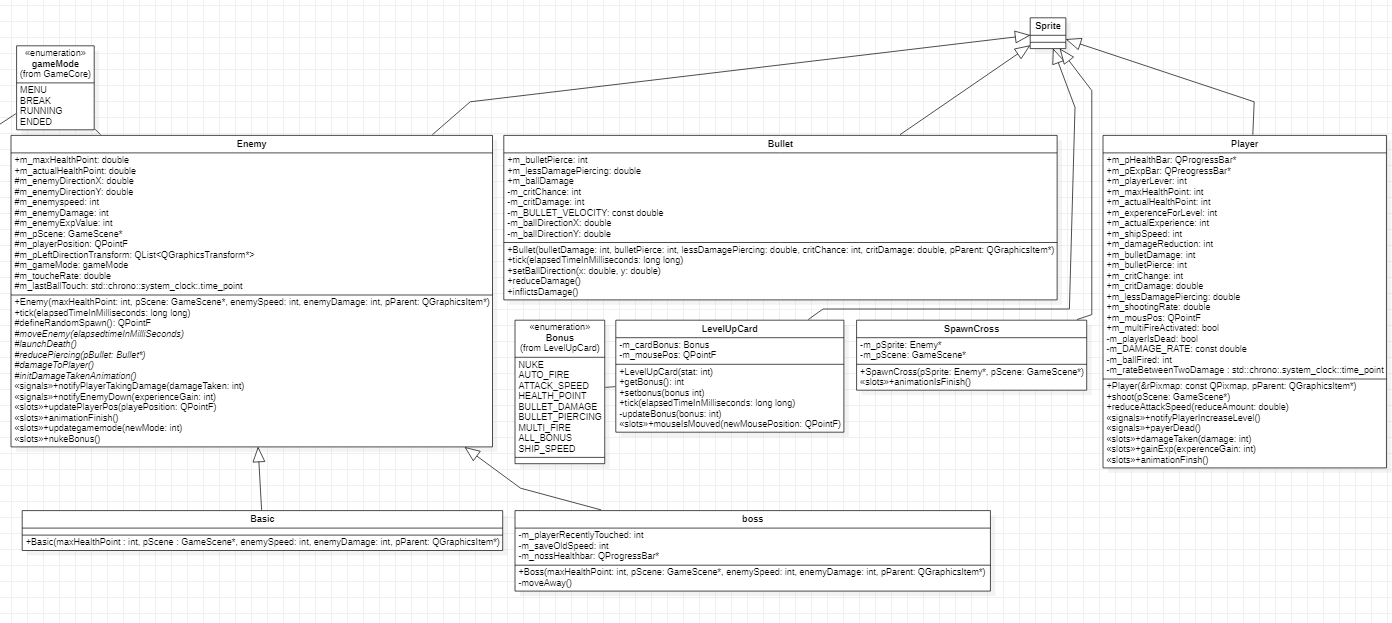 Sprite
«enumeration»
gameMode
(from GameCore)
MENU
BREAK
RUNNING
ENDED
Enemy
+m_maxHealthPoint: double
+m_actualHealthPoint: double
#m_enemyDirectionX: double
#m_enemyDirectionY: double
#m_enemyspeed: int
#m_enemyDamage: int
#m_enemyExpValue: int
#m_pScene: GameScene*
#m_playerPosition: QPointF
#m_pLeftDirectionTransform: QList<QGraphicsTransform*>
#m_gameMode: gameMode
#m_toucheRate: double
#m_lastBallTouch: std::chrono::system_clock::time_point
+Enemy(maxHealthPoint: int, pScene: GameScene*, enemySpeed: int, enemyDamage: int, pParent: QGraphicsItem*)
+tick(elapsedTimeInMilliseconds: long long)
#defineRandomSpawn(): QPointF
#moveEnemy(elapsedtimeInMilliSeconds)
#launchDeath()
#reducePiercing(pBullet: Bullet*)
#damageToPlayer()
#initDamageTakenAnimation()
«signals»+notifyPlayerTakingDamage(damageTaken: int)
«signals»+notifyEnemyDown(experienceGain: int)
«slots»+updatePlayerPos(playePosition: QPointF)
«slots»+animationFinish()
«slots»+updategamemode(newMode: int)
«slots»+nukeBonus()
Bullet
+m_bulletPierce: int
+m_lessDamagePiercing: double
+m_ballDamage
-m_critChance: int
-m_critDamage: int
-m_BULLET_VELOCITY: const double
-m_ballDirectionX: double
-m_ballDirectionY: double
+Bullet(bulletDamage: int, bulletPierce: int, lessDamagePiercing: double, critChance: int, critDamage: double, pParent: QGraphicsItem*)
+tick(elapsedTimeInMilliseconds: long long)
+setBallDirection(x: double, y: double)
+reduceDamage()
+inflictsDamage()
Player
+m_pHealthBar: QProgressBar*
+m_pExpBar: QPreogressBar*
+m_playerLever: int
+m_maxHealthPoint: int
+m_actualHealthPoint: int
+m_experenceForLevel: int
+m_actualExperience: int
+m_shipSpeed: int
+m_damageReduction: int
+m_bulletDamage: int
+m_bulletPierce: int
+m_critChange: int
+m_critDamage: double
+m_lessDamagePiercing: double
+m_shootingRate: double
+m_mousPos: QPointF
+m_multiFireActivated: bool
-m_playerIsDead: bool
-m_DAMAGE_RATE: const double
-m_ballFired: int
-m_rateBetweenTwoDamage : std::chrono::system_clock::time_point
+Player(&rPixmap: const QPixmap, pParent: QGraphicsItem*)
+shoot(pScene: GameScene*)
+reduceAttackSpeed(reduceAmount: double)
«signals»+notifyPlayerIncreaseLevel()
«signals»+payerDead()
«slots»+damageTaken(damage: int)
«slots»+gainExp(experenceGain: int)
«slots»+animationFinsh()
«enumeration»
Bonus
(from LevelUpCard)
NUKE
AUTO_FIRE
ATTACK_SPEED
HEALTH_POINT
BULLET_DAMAGE
BULLET_PIERCING
MULTI_FIRE
ALL_BONUS
SHIP_SPEED
LevelUpCard
-m_cardBonus: Bonus
-m_mousePos: QPointF
+LevelUpCard(stat: int)
+getBonus(): int
+setbonus(bonus: int)
+tick(elapsedTimeInMilliseconds: long long)
-updateBonus(bonus: int)
«slots»+mouseIsMouved(newMousePosition: QPointF)
SpawnCross
-m_pSprite: Enemy*
-m_pScene: GameScene*
+SpawnCross(pSprite: Enemy*, pScene: GameScene*)
«slots»+animationIsFinish()
Basic
+Basic(maxHealthPoint : int, pScene : GameScene*, enemySpeed: int, enemyDamage: int, pParent: QGraphicsItem*)
boss
-m_playerRecentlyTouched: int
-m_saveOldSpeed: int
-m_nossHealthbar: QProgressBar*
+Boss(maxHealthPoint: int, pScene: GameScene*, enemySpeed: int, enemyDamage: int, pParent: QGraphicsItem*)
-moveAway()